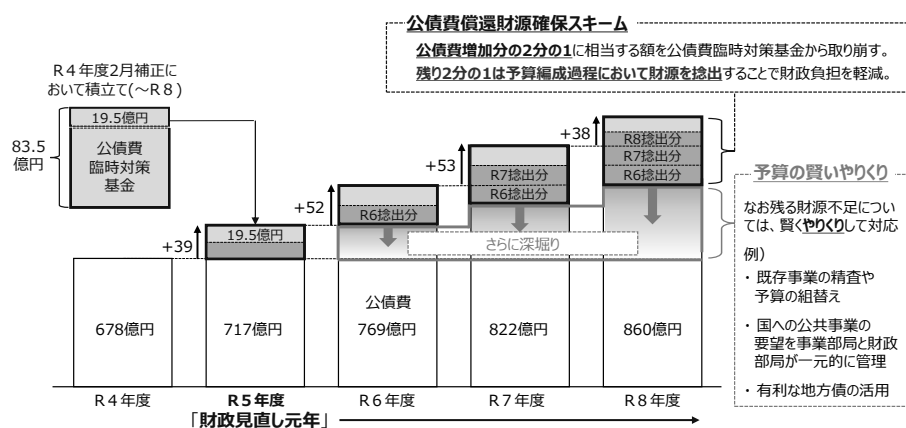 公債費償還財源確保スキーム
公債費増加分の2分の1に相当する額を公債費臨時対策基金から取り崩す。
残り2分の1は予算編成過程において財源を捻出することで財政負担を軽減。
R4年度2月補正に
おいて積立て(～R8)
19.5億円
83.5
億円
公債費
臨時対策
基金
+39
19.5億円
+52
R6捻出分
+53
R7捻出分
R6捻出分
+38
R8捻出分
R7捻出分
R6捻出分
さらに深堀り
公債費
678億円
717億円
769億円
822億円
860億円
R4年度
R5年度
R6年度
R7年度
R8年度
「財政見直し元年」
予算の賢いやりくり
なお残る財源不足につい
ては、賢くやりくりして対応
例）
・既存事業の精査や
予算の組替え
・国への公共事業の
要望を事業部局と財政
部局が一元的に管理
・有利な地方債の活用